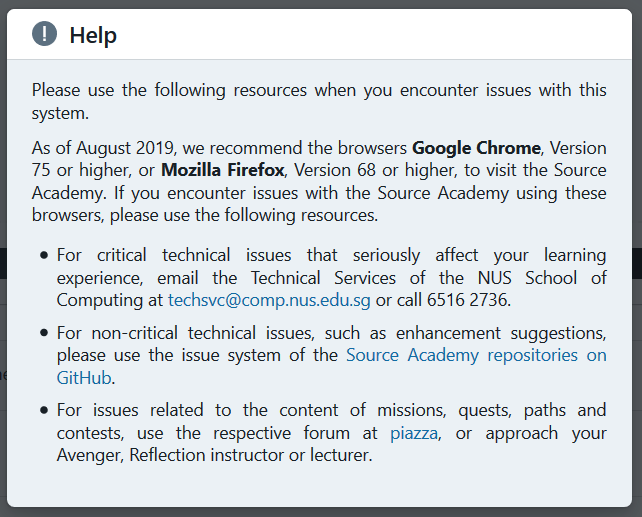 Help
Please use the following resources when you encounter issues with this
system.
As of August 2019, we recommend the browsers Google Chrome, Version
75 or higher, or Mozilla Firefox, Version 68 or higher, to visit the Source
Academy. If you encounter issues with the Source Academy using these
browsers, please use the following resources.
• For critical technical issues that seriously affect your learning
experience, email the Technical Services of the NUS School of
Computing at techsvc@comp.nus.edu.sg or call 6516 2736.
• For non-critical technical issues, such as enhancement suggestions,
please use the issue system of the Source Academy repositories on
GitHub.
• For issues related to the content of missions, quests, paths and
contests, use the respective forum at piazza, or approach your
Avenger, Reflection instructor or lecturer.